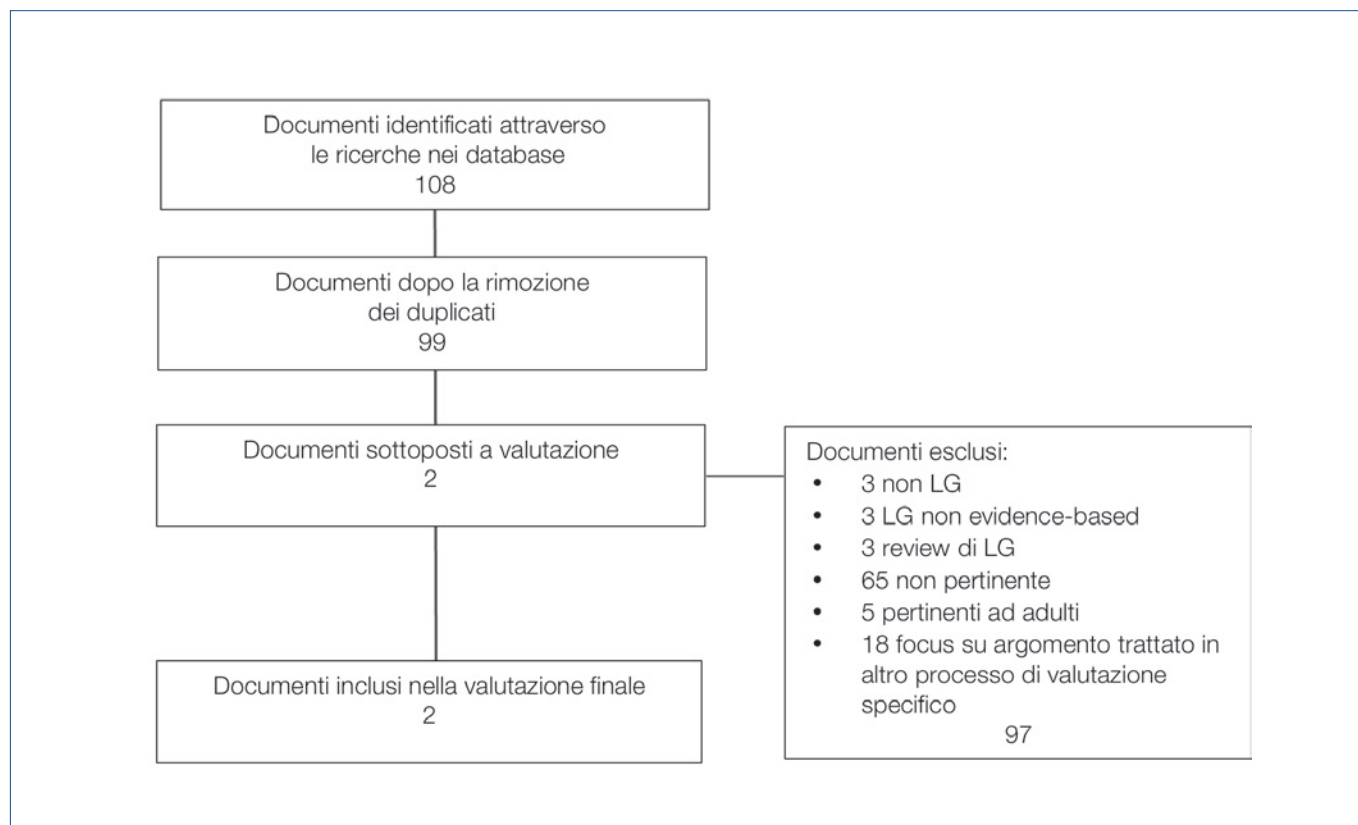 Documenti identificati attraverso
le ricerche nei database
108
Documenti dopo la rimozione
dei duplicati
99
Documenti sottoposti a valutazione
2
Documenti esclusi:
• 3 non LG
• 3 LG non evidence-based
• 3 review di LG
• 65 non pertinente
• 5 pertinenti ad adulti
• 18 focus su argomento trattato in
altro processo di valutazione
specifico
97
Documenti inclusi nella valutazione finale
2